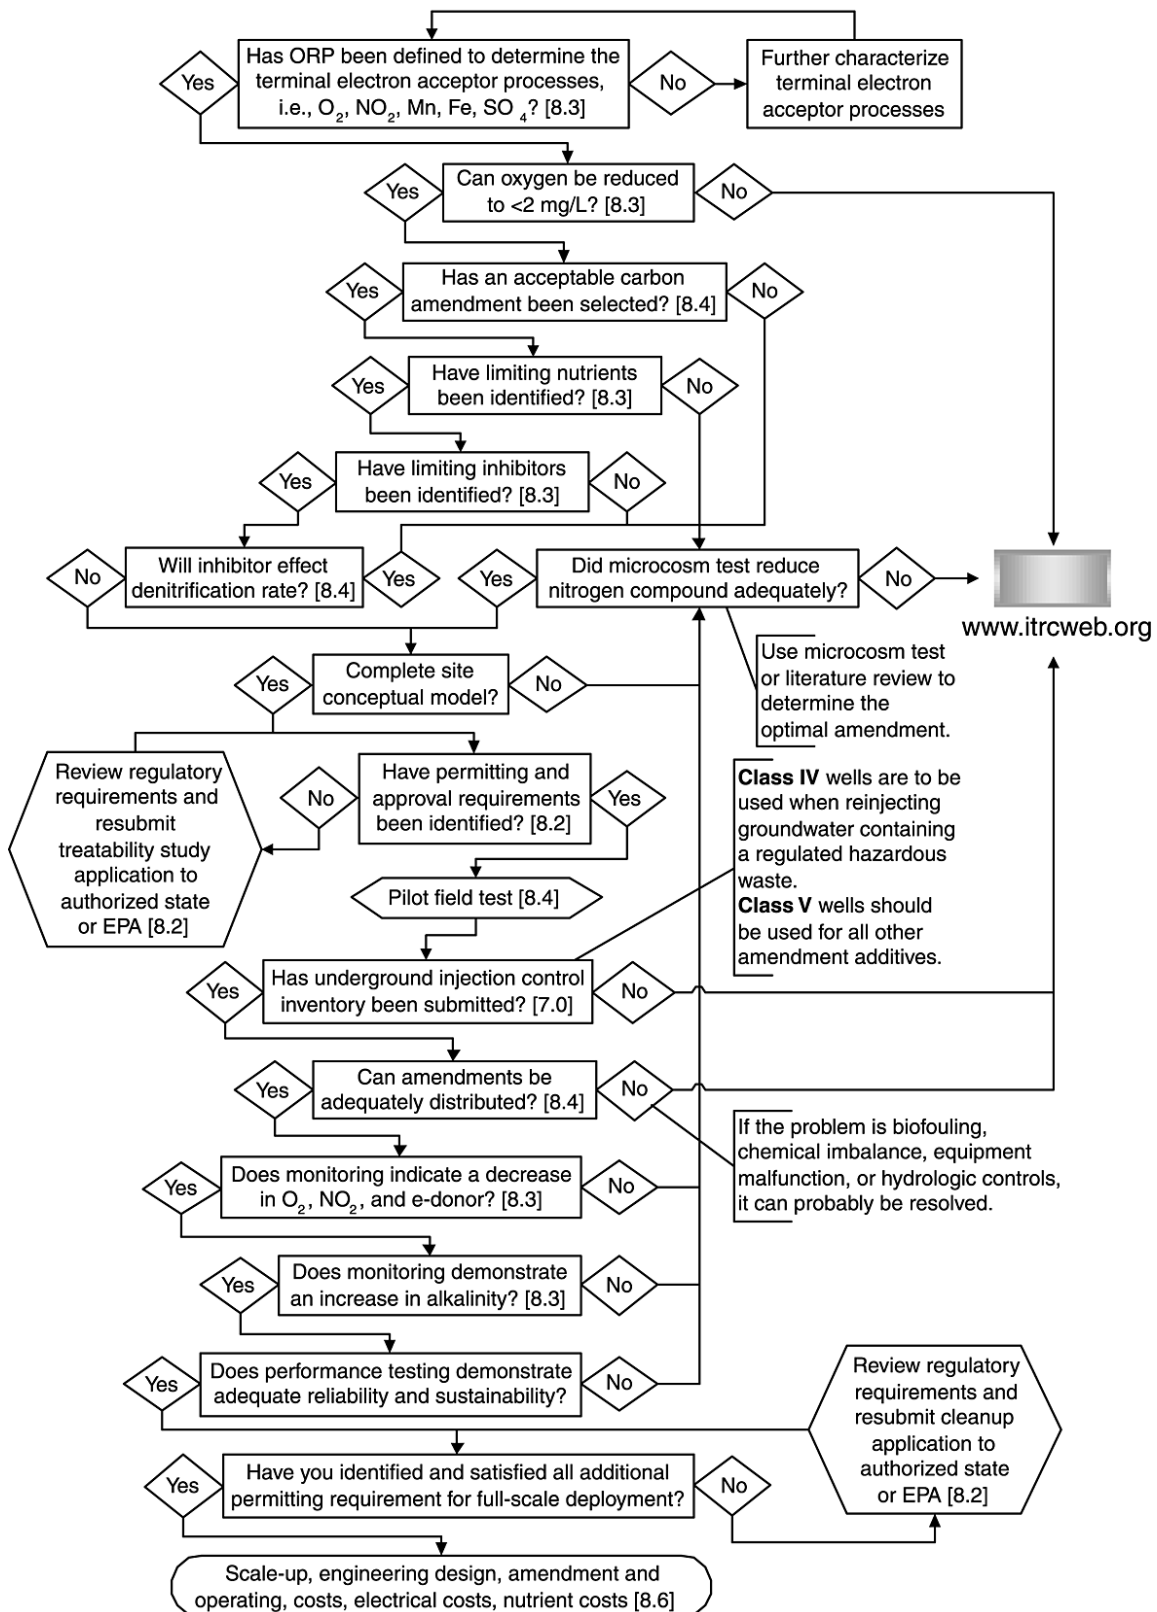 Has ORP been defined to determine the
terminal electron acceptor processes,
i.e., O2, NO2, Mn, Fe, SO 4? [8.3]
Yes
No
Further characterize
terminal electron
acceptor processes
Yes
Can oxygen be reduced
to <2 mg/L? [8.3]
No
Yes
Has an acceptable carbon
amendment been selected? [8.4]
No
Yes
Have limiting nutrients
been identified? [8.3]
No
Yes
Have limiting inhibitors
been identified? [8.3]
No
No
Will inhibitor effect
denitrification rate? [8.4]
Yes
Yes
Did microcosm test reduce
nitrogen compound adequately?
No
www.itrcweb.org
Use microcosm test
or literature review to
determine the
optimal amendment.
Yes
Complete site
conceptual model?
No
Review regulatory
requirements and
resubmit
treatability study
application to
authorized state
or EPA [8.2]
No
Have permitting and
approval requirements
been identified? [8.2]
Yes
Class IV wells are to be
used when reinjecting
groundwater containing
a regulated hazardous
waste.
Class V wells should
be used for all other
amendment additives.
Pilot field test [8.4]
Yes
Has underground injection control
inventory been submitted? [7.0]
No
Yes
Can amendments be
adequately distributed? [8.4]
No
If the problem is biofouling,
chemical imbalance, equipment
malfunction, or hydrologic controls,
it can probably be resolved.
Yes
Does monitoring indicate a decrease
in O2, NO2, and e-donor? [8.3]
No
Yes
Does monitoring demonstrate
an increase in alkalinity? [8.3]
No
Yes
Does performance testing demonstrate
adequate reliability and sustainability?
No
Review regulatory
requirements and
resubmit cleanup
application to
authorized state
or EPA [8.2]
Yes
Have you identified and satisfied all additional
permitting requirement for full-scale deployment?
No
Scale-up, engineering design, amendment and
operating, costs, electrical costs, nutrient costs [8.6]